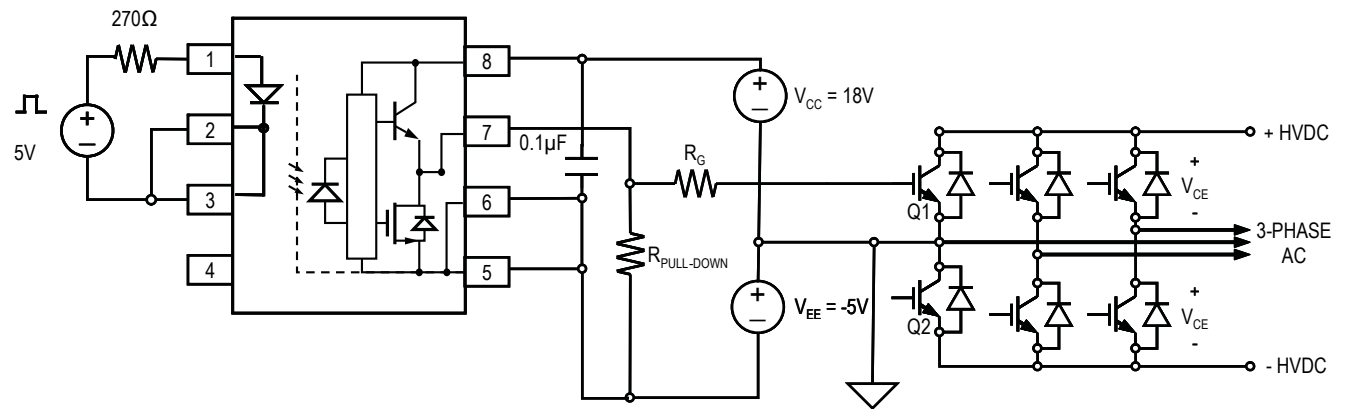 270Ω
5V
1
2
3
4
8
7
6
5
0.1µF
R_G
R_PULL-DOWN
V_CC = 18V
V_EE = -5V
+ HVDC
Q1
+
V_CE
-
3-PHASE
AC
Q2
+
V_CE
-
- HVDC